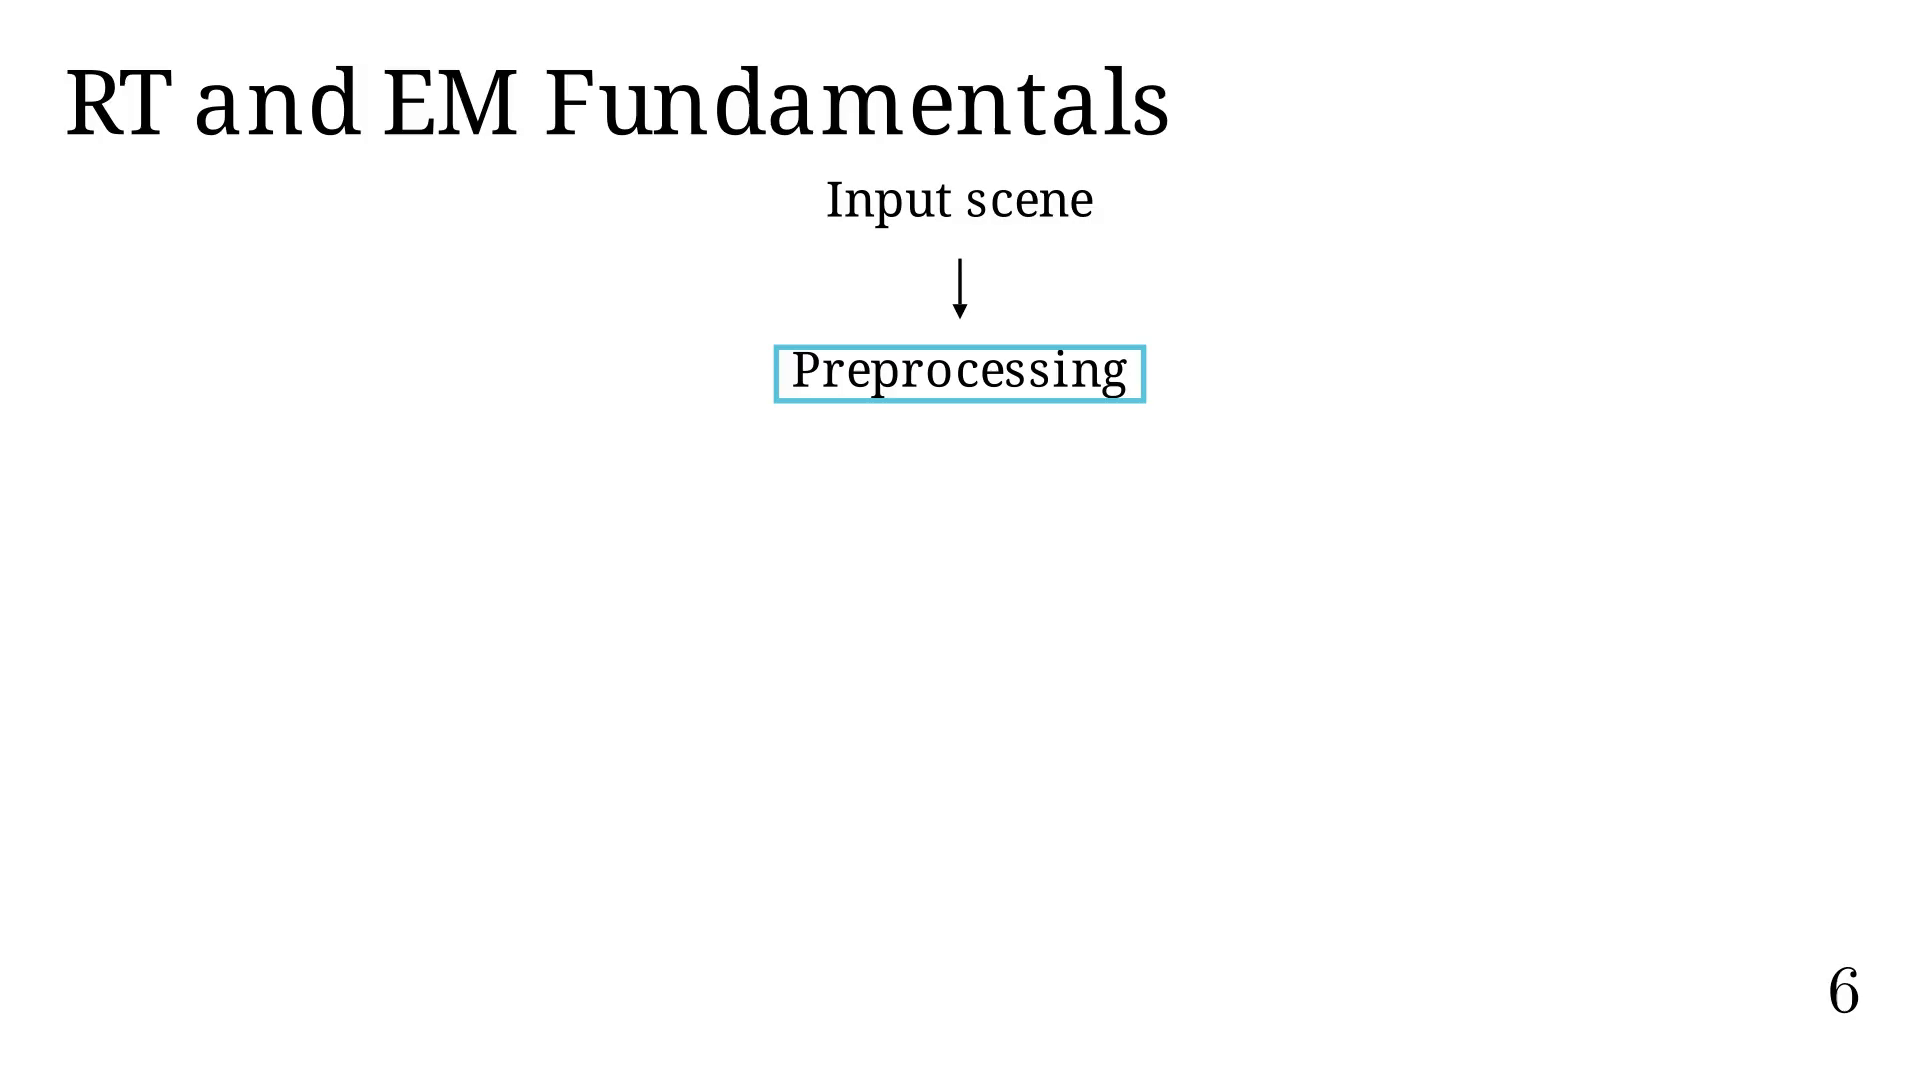 RT and EM Fundamentals
Input scene
Preprocessing
6